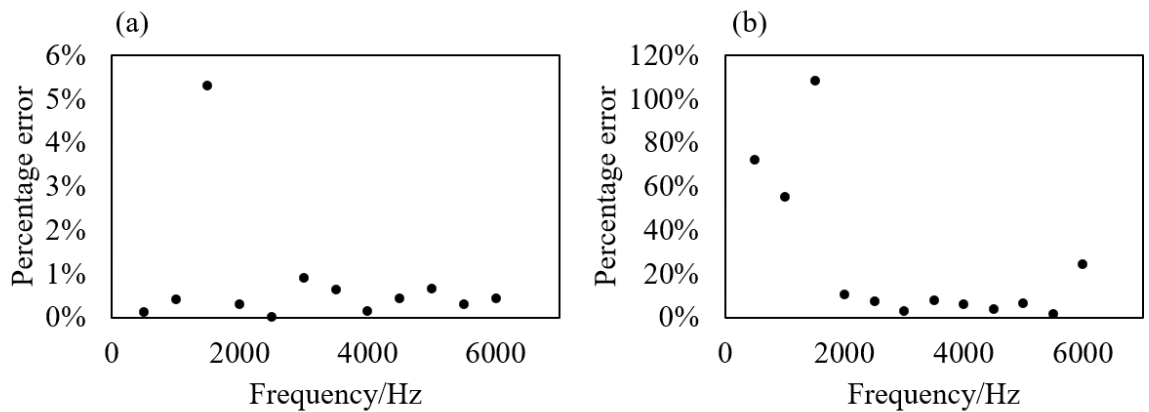 (a)
6%
5%
4%
3%
2%
1%
0%
Percentage error
0 2000 4000 6000
Frequency/Hz
(b)
120%
100%
80%
60%
40%
20%
0%
Percentage error
0 2000 4000 6000
Frequency/Hz